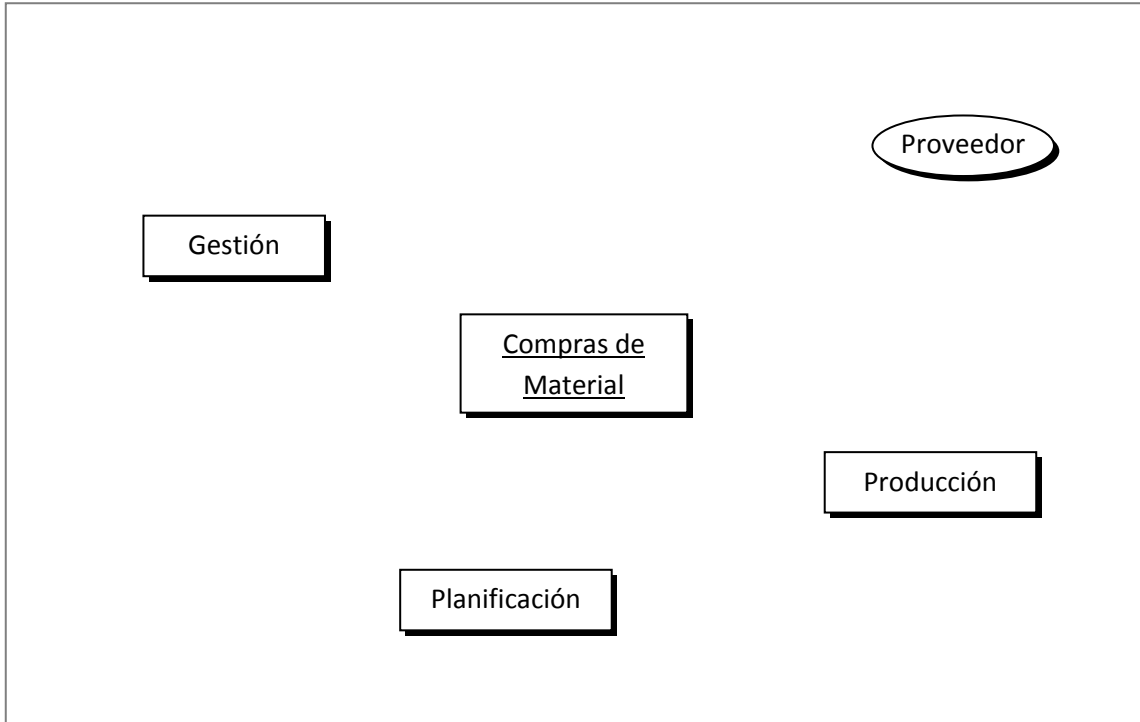 Proveedor
Gestión
Compras de
Material
Producción
Planificación